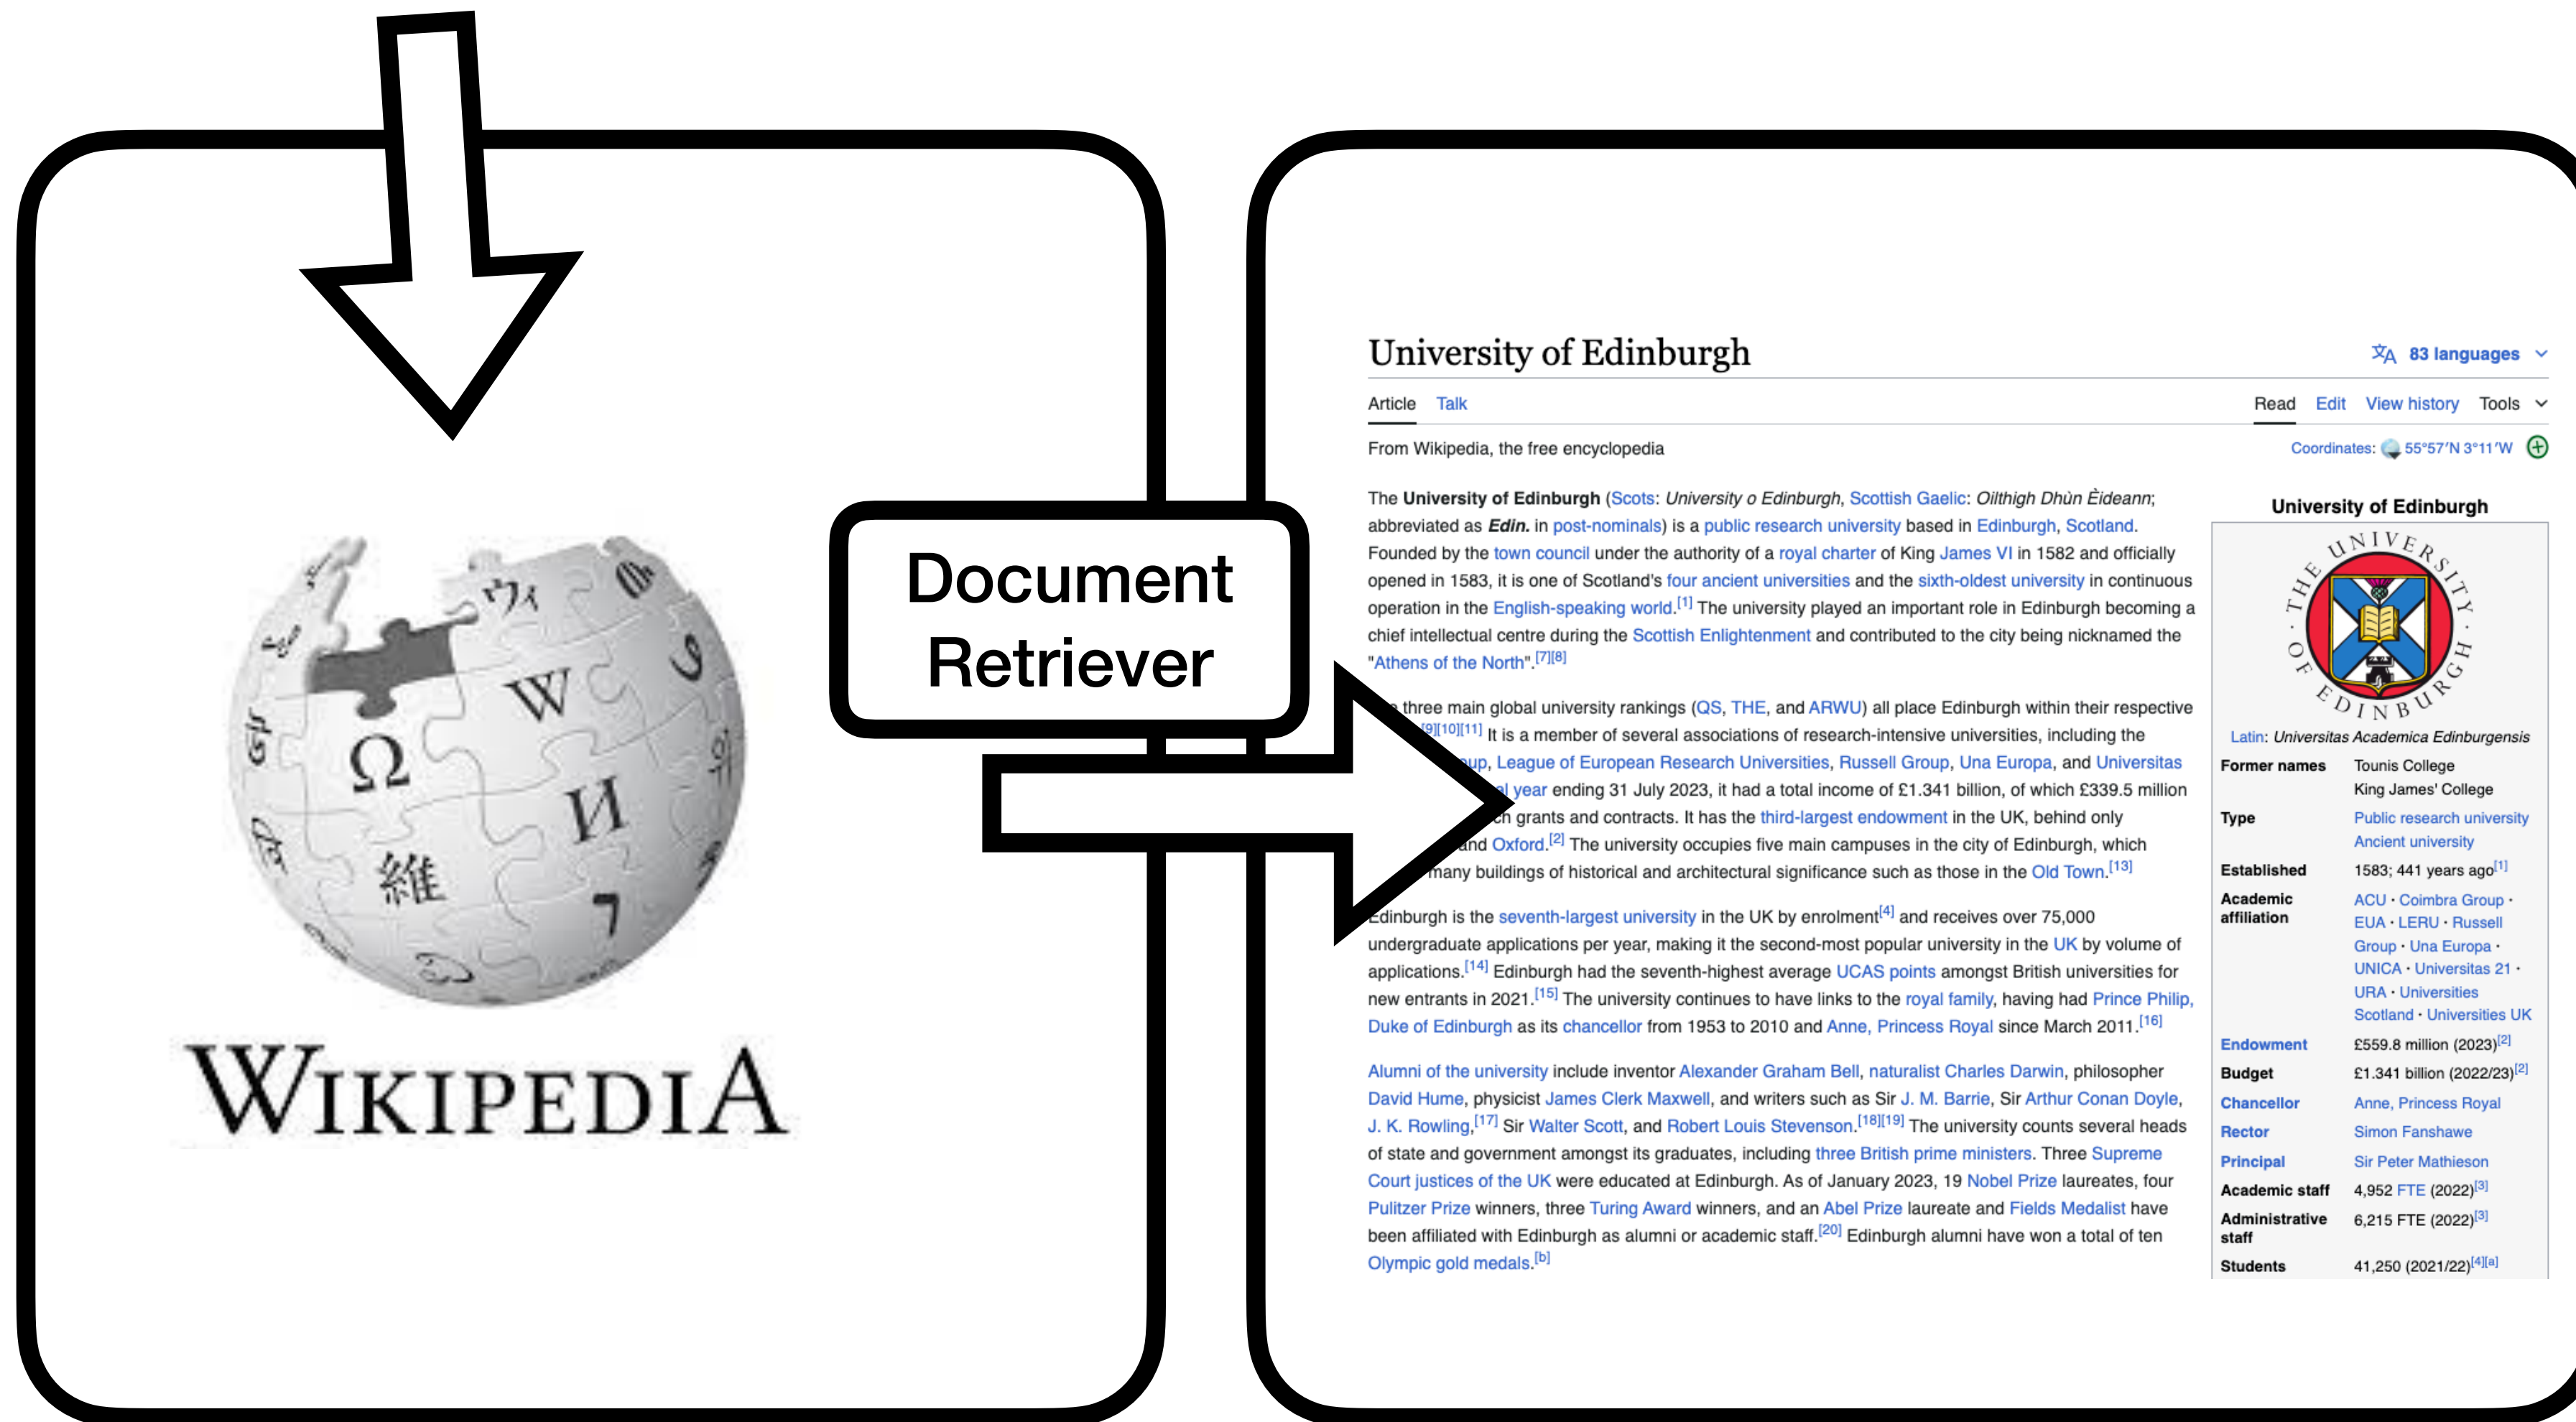 Ω
W
И
維
WIKIPEDIA
Document
Retriever
University of Edinburgh
83 languages
Article Talk
Read Edit View history Tools
From Wikipedia, the free encyclopedia
Coordinates: 55°57′N 3°11′W
The University of Edinburgh (Scots: University o Edinburgh, Scottish Gaelic: Oilthigh Dhùn Èideann;
abbreviated as Edin. in post-nominals) is a public research university based in Edinburgh, Scotland.
Founded by the town council under the authority of a royal charter of King James VI in 1582 and officially
opened in 1583, it is one of Scotland's four ancient universities and the sixth-oldest university in continuous
operation in the English-speaking world.[1] The university played an important role in Edinburgh becoming a
chief intellectual centre during the Scottish Enlightenment and contributed to the city being nicknamed the
"Athens of the North".[7][8]
three main global university rankings (QS, THE, and ARWU) all place Edinburgh within their respective
[9][10][11] It is a member of several associations of research-intensive universities, including the
League of European Research Universities, Russell Group, Una Europa, and Universitas
year ending 31 July 2023, it had a total income of £1.341 billion, of which £339.5 million
grants and contracts. It has the third-largest endowment in the UK, behind only
and Oxford.[2] The university occupies five main campuses in the city of Edinburgh, which
many buildings of historical and architectural significance such as those in the Old Town.[13]
Edinburgh is the seventh-largest university in the UK by enrolment[4] and receives over 75,000
undergraduate applications per year, making it the second-most popular university in the UK by volume of
applications.[14] Edinburgh had the seventh-highest average UCAS points amongst British universities for
new entrants in 2021.[15] The university continues to have links to the royal family, having had Prince Philip,
Duke of Edinburgh as its chancellor from 1953 to 2010 and Anne, Princess Royal since March 2011.[16]
Alumni of the university include inventor Alexander Graham Bell, naturalist Charles Darwin, philosopher
David Hume, physicist James Clerk Maxwell, and writers such as Sir J. M. Barrie, Sir Arthur Conan Doyle,
J. K. Rowling,[17] Sir Walter Scott, and Robert Louis Stevenson.[18][19] The university counts several heads
of state and government amongst its graduates, including three British prime ministers. Three Supreme
Court justices of the UK were educated at Edinburgh. As of January 2023, 19 Nobel Prize laureates, four
Pulitzer Prize winners, three Turing Award winners, and an Abel Prize laureate and Fields Medalist have
been affiliated with Edinburgh as alumni or academic staff.[20] Edinburgh alumni have won a total of ten
Olympic gold medals.[b]
University of Edinburgh
THE · UNIVERSITY · OF EDINBURGH
Latin: Universitas Academica Edinburgensis
Former names Tounis College
King James' College
Type Public research university
Ancient university
Established 1583; 441 years ago[1]
Academic affiliation ACU · Coimbra Group ·
EUA · LERU · Russell
Group · Una Europa ·
UNICA · Universitas 21 ·
URA · Universities
Scotland · Universities UK
Endowment £559.8 million (2023)[2]
Budget £1.341 billion (2022/23)[2]
Chancellor Anne, Princess Royal
Rector Simon Fanshawe
Principal Sir Peter Mathieson
Academic staff 4,952 FTE (2022)[3]
Administrative staff 6,215 FTE (2022)[3]
Students 41,250 (2021/22)[4][a]